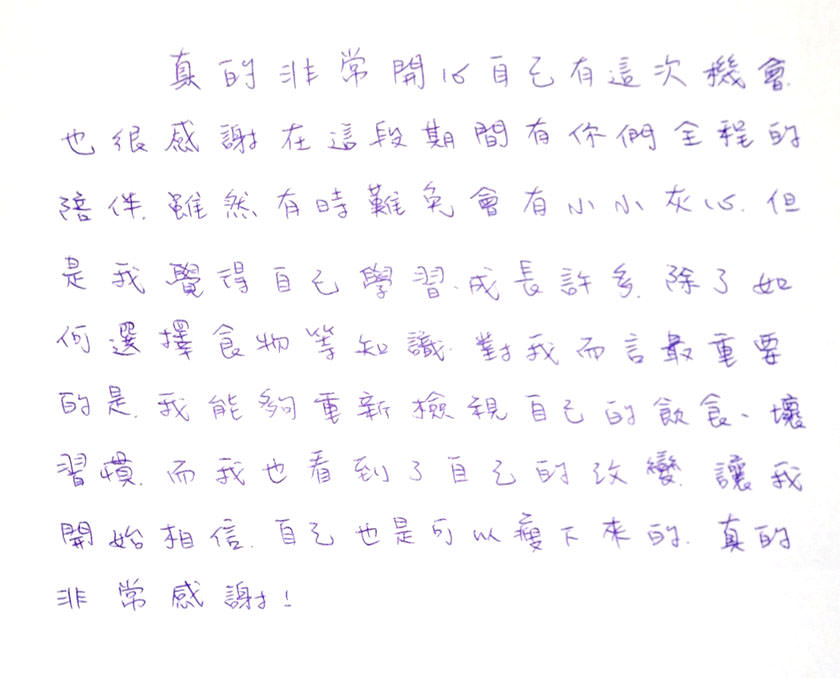 真的非常開心自己有這次機會.
也很感謝在這段期間有你們全程的
陪伴.雖然有時難免會有小小灰心.但
是我覺得自己學習.成長許多.除了如
何選擇食物等知識.對我而言最重要
的是.我能夠重新檢視自己的飲食、壞
習慣.而我也看到了自己的改變.讓我
開始相信.自己也是可以瘦下來的.真的
非常感謝!